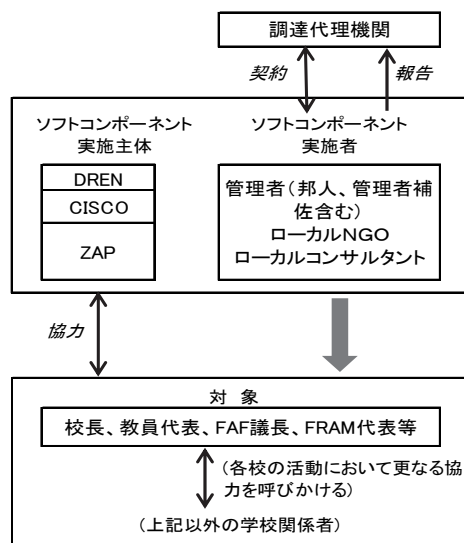 調達代理機関
契約
報告
ソフトコンポーネント
実施主体
DREN
CISCO
ZAP
ソフトコンポーネント
実施者
管理者(邦人、管理者補
佐含む)
ローカルNGO
ローカルコンサルタント
協力
対 象
校長、教員代表、FAF議長、FRAM代表等
(各校の活動において更なる協
力を呼びかける)
(上記以外の学校関係者)